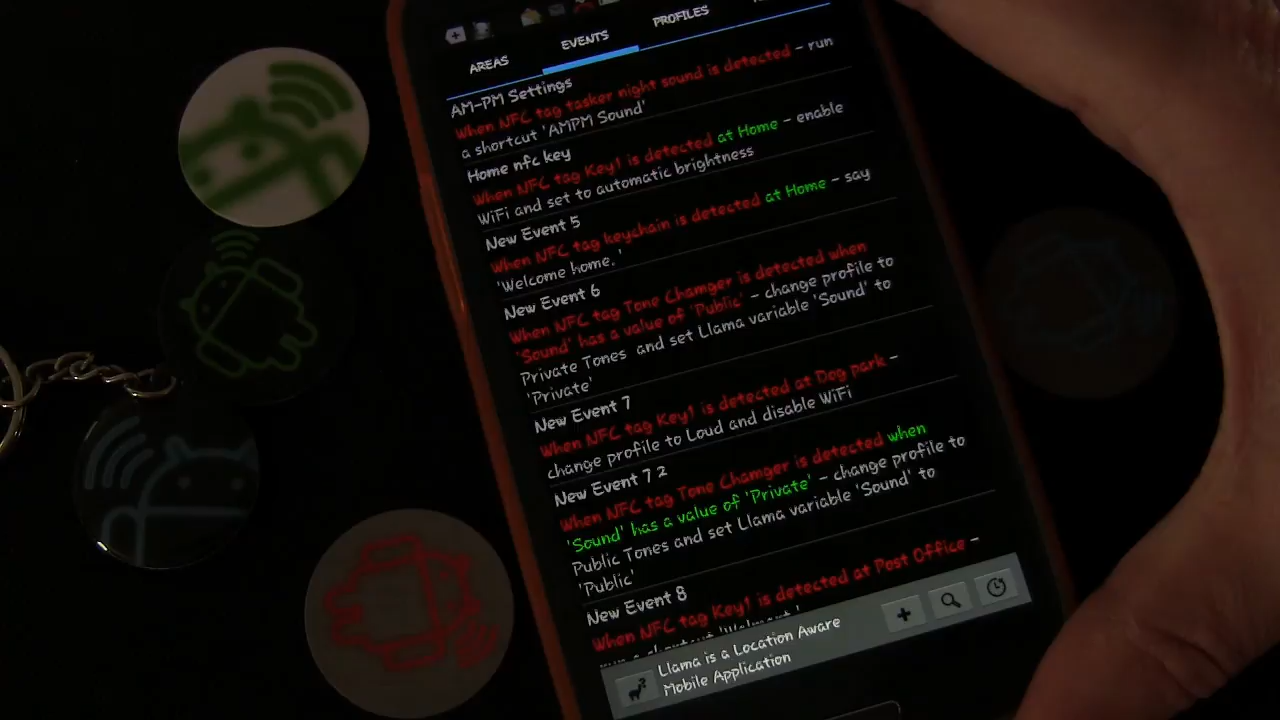 AREAS EVENTS PROFILES
AM-PM Settings
When NFC tag tasker night sound is detected - run
a shortcut 'AMPM Sound'
Home nfc key
When NFC tag Key1 is detected at Home - enable
WiFi and set to automatic brightness
New Event 5
When NFC tag keychain is detected at Home - say
'Welcome home.'
New Event 6
When NFC tag Tone Chamger is detected when
'Sound' has a value of 'Public' - change profile to
Private Tones and set Llama variable 'Sound' to
'Private'
New Event 7
When NFC tag Key1 is detected at Dog park -
change profile to Loud and disable WiFi
New Event 7 2
When NFC tag Tone Chamger is detected when
'Sound' has a value of 'Private' - change profile to
Public Tones and set Llama variable 'Sound' to
'Public'
New Event 8
When NFC tag Key1 is detected at Post Office -
Llama is a Location Aware
Mobile Application